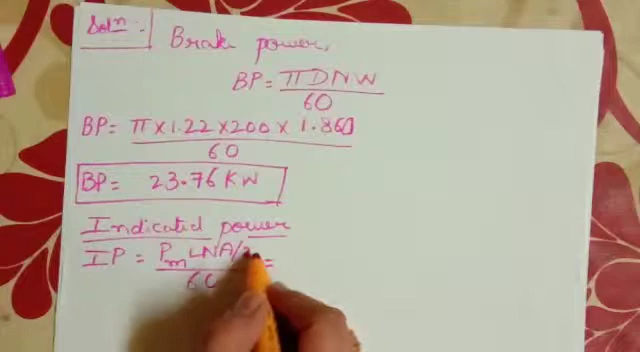 Soln :
Brake power,
BP = πDNW
60
BP = π × 1.22 × 200 × 1.860
60
BP = 23.76 KW
Indicated power
IP = PmLNA/2 =
60